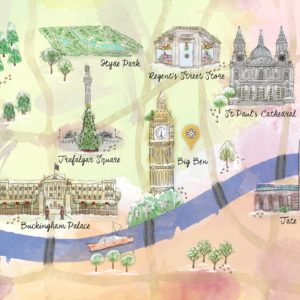 Hyde Park
Regent's Street Store
St Paul's Cathedral
Trafalgar Square
Big Ben
Buckingham Palace
Tate